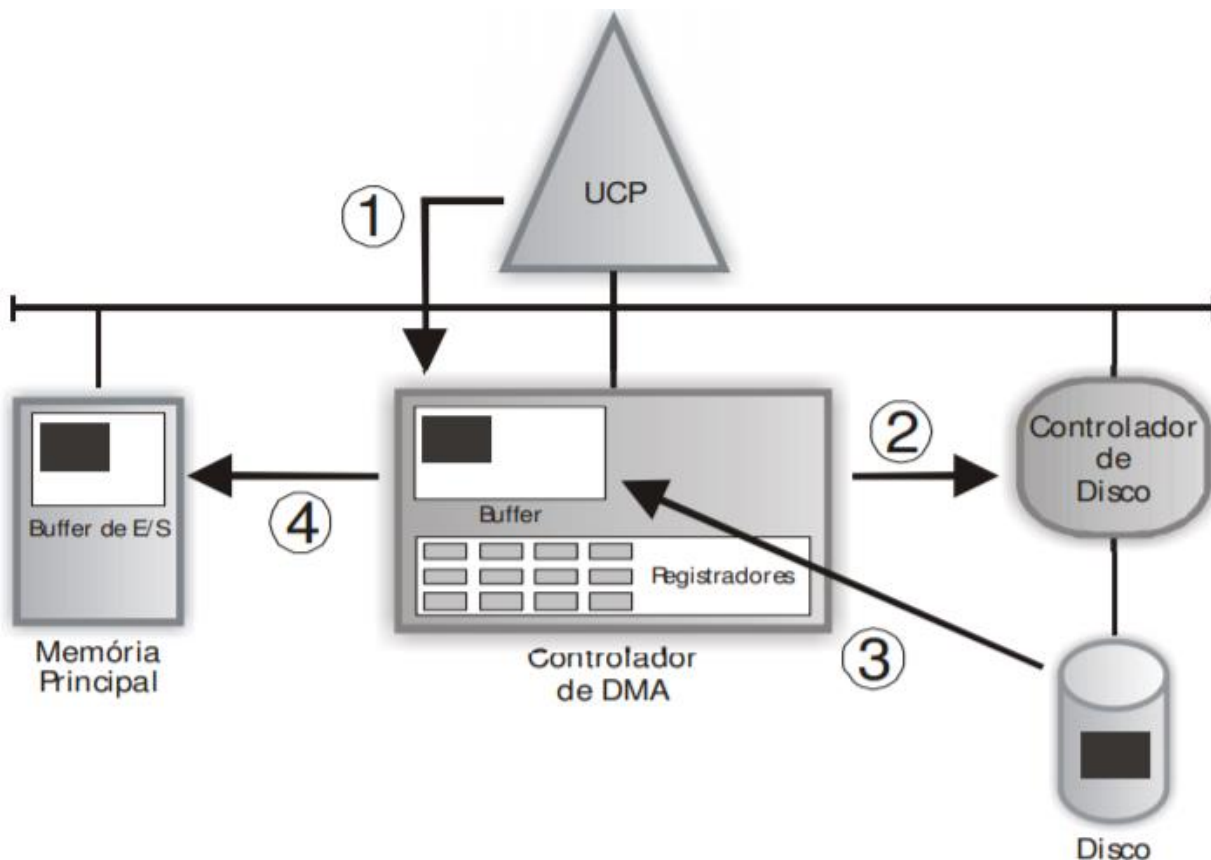 UCP
1
2
Controlador
de
Disco
Buffer de E/S
4
Buffer
Registradores
3
Memória
Principal
Controlador
de DMA
Disco